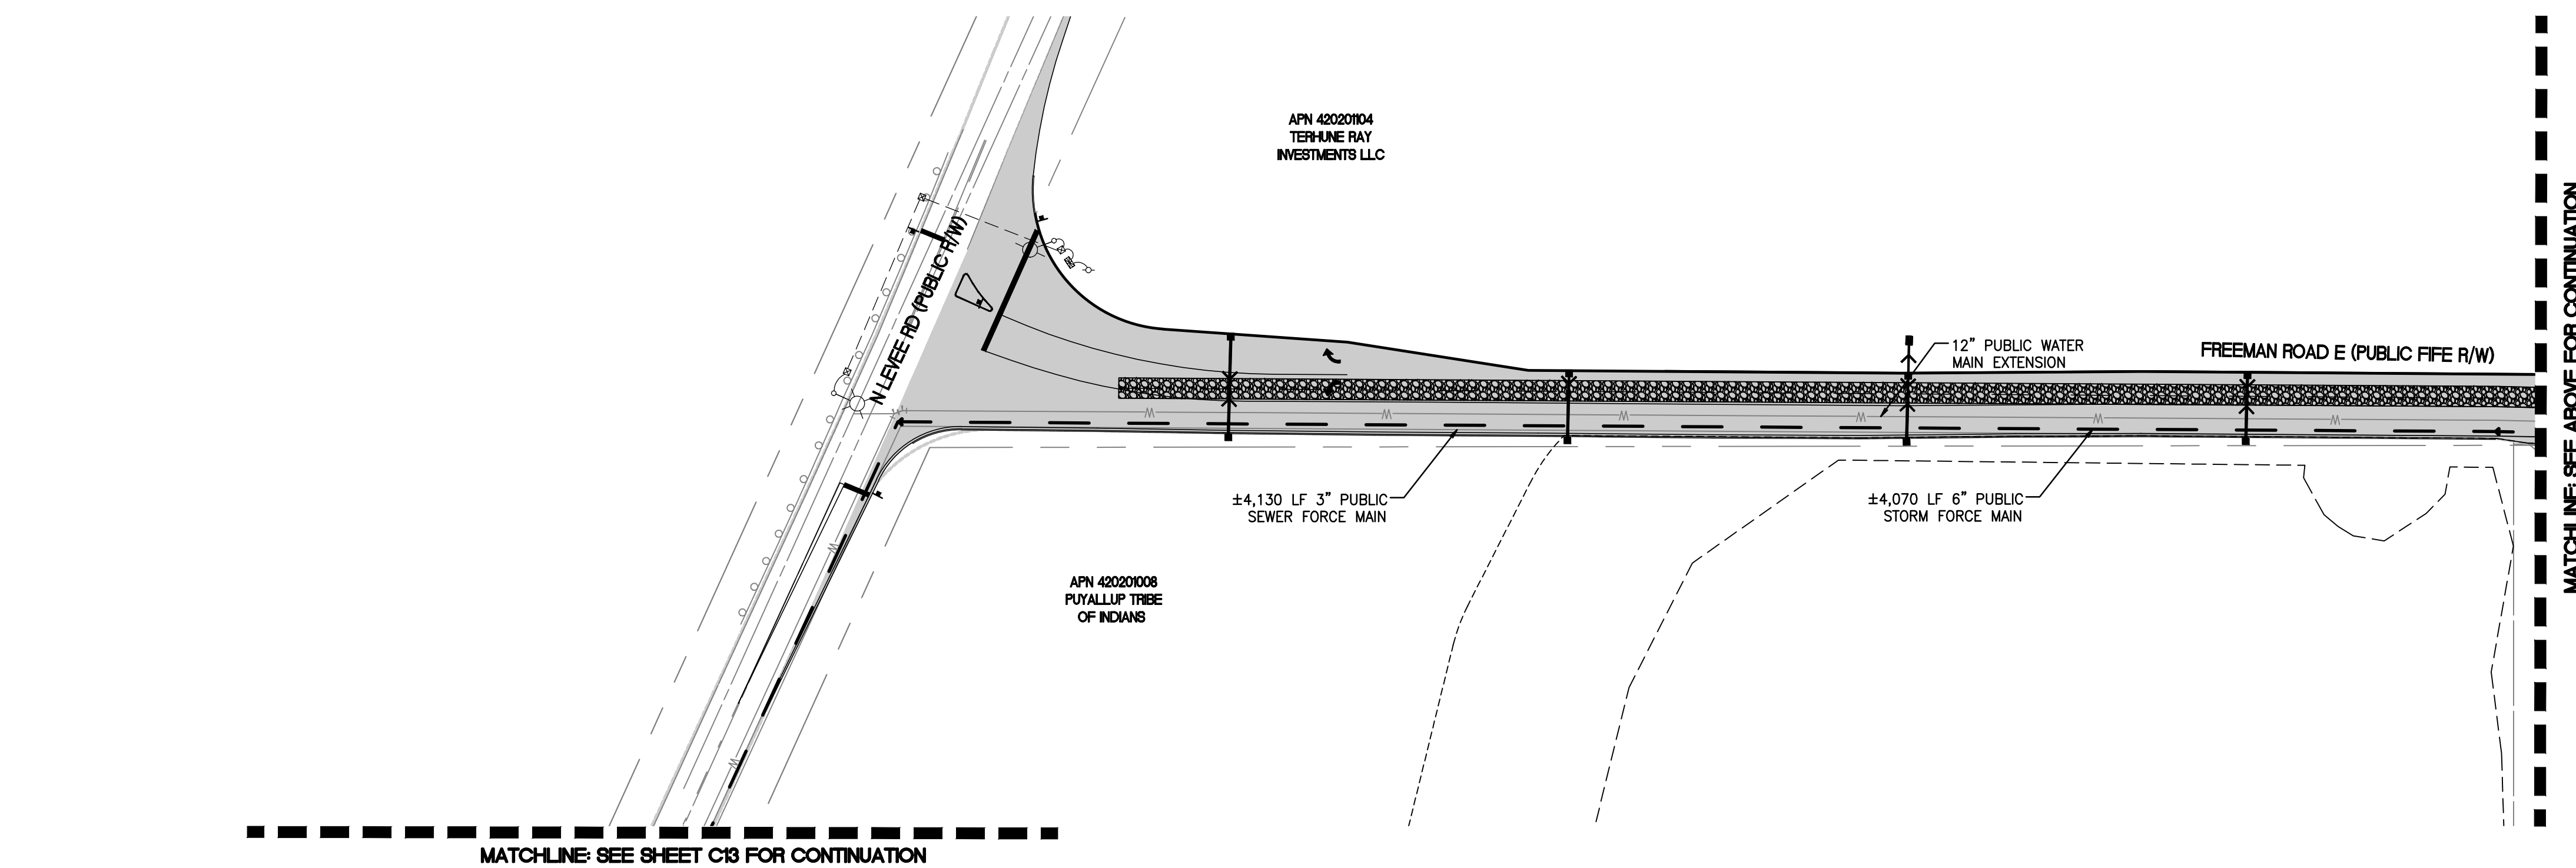 APN 420201104
TERHUNE RAY
INVESTMENTS LLC
N LEVEE RD (PUBLIC R/W)
12" PUBLIC WATER
MAIN EXTENSION
FREEMAN ROAD E (PUBLIC FIFE R/W)
W W W W W W
±4,130 LF 3" PUBLIC
SEWER FORCE MAIN
±4,070 LF 6" PUBLIC
STORM FORCE MAIN
W
W
APN 420201008
PUYALLUP TRIBE
OF INDIANS
MATCHLINE: SEE ABOVE FOR CONTINUATION
MATCHLINE: SEE SHEET C13 FOR CONTINUATION